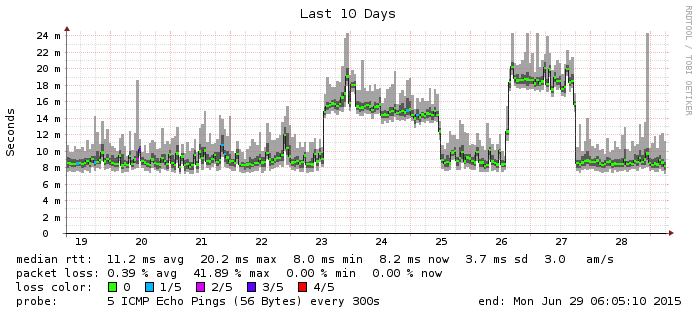 Last 10 Days
RRDTOOL / TOBI OETIKER
Seconds
24 m
22 m
20 m
18 m
16 m
14 m
12 m
10 m
8 m
6 m
4 m
2 m
0
19 20 21 22 23 24 25 26 27 28
median rtt: 11.2 ms avg 20.2 ms max 8.0 ms min 8.2 ms now 3.7 ms sd 3.0 am/s
packet loss: 0.39 % avg 41.89 % max 0.00 % min 0.00 % now
loss color: 0 1/5 2/5 3/5 4/5
probe: 5 ICMP Echo Pings (56 Bytes) every 300s end: Mon Jun 29 06:05:10 2015